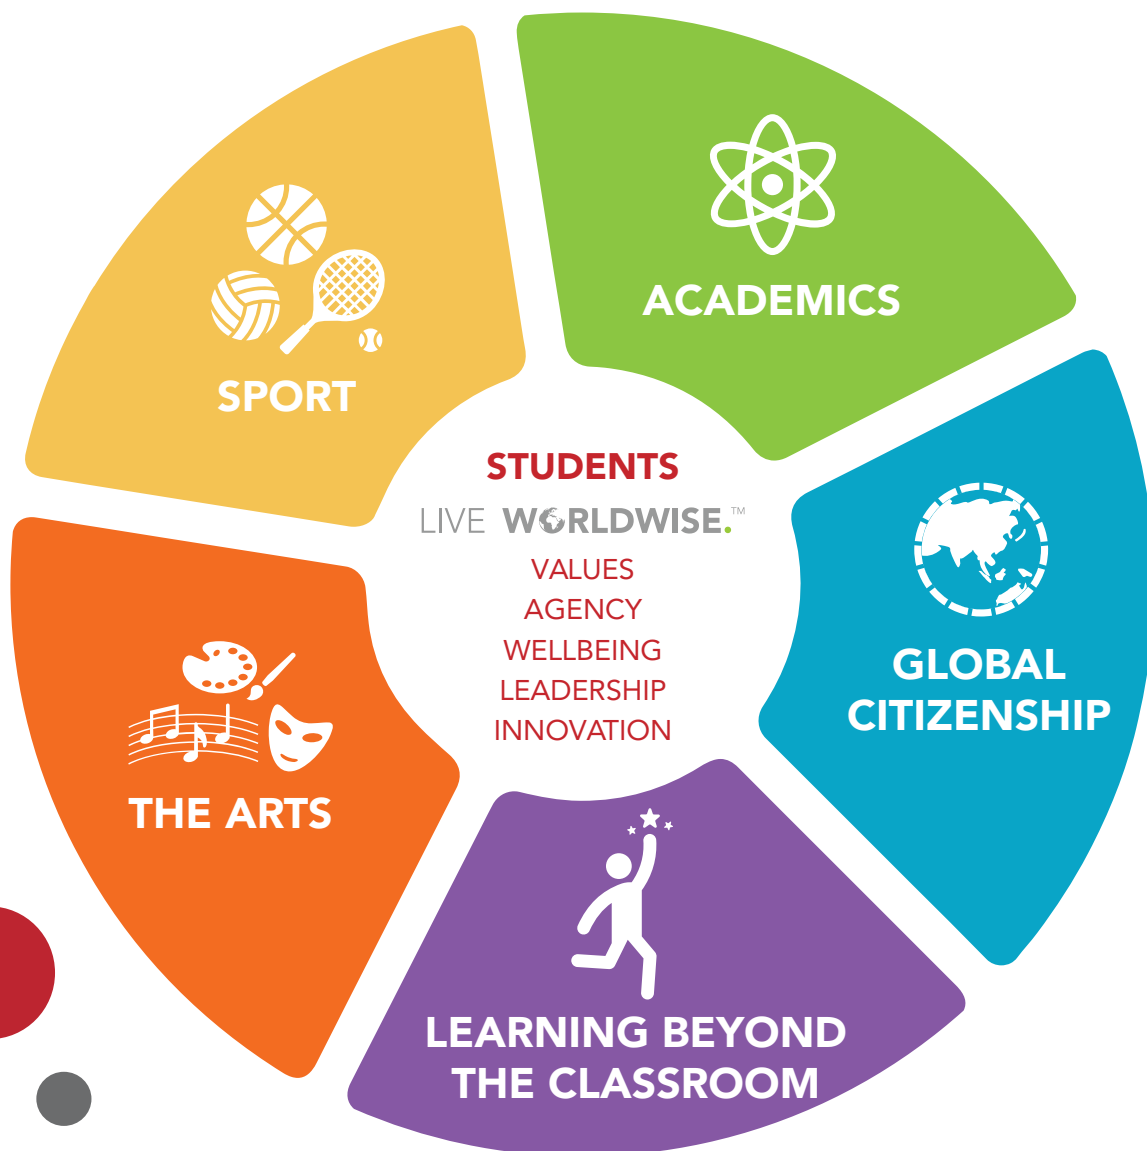 ACADEMICS
SPORT
STUDENTS
LIVE WORLDWISE.™
VALUES
AGENCY
WELLBEING
LEADERSHIP
INNOVATION
GLOBAL
CITIZENSHIP
THE ARTS
LEARNING BEYOND
THE CLASSROOM